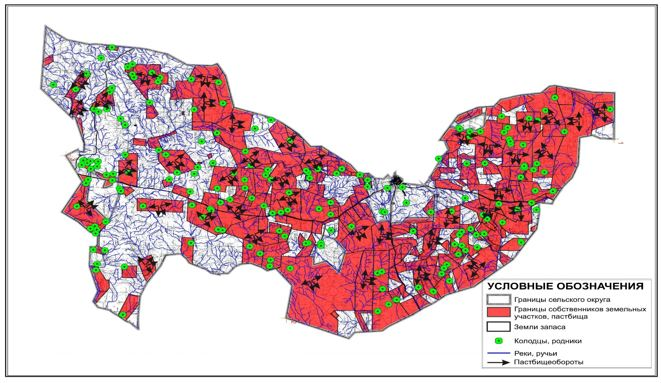 УСЛОВНЫЕ ОБОЗНАЧЕНИЯ
Границы сельского округа
Границы собственников земельных
участков, пастбища
Земли запаса
Колодцы, родники
Реки, ручьи
Пастбищеобороты